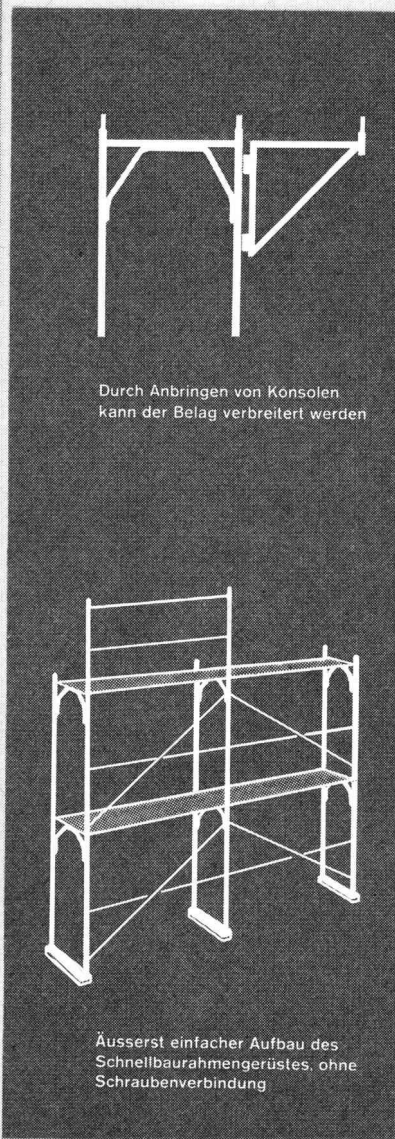 Durch Anbringen von Konsolen
kann der Belag verbreitert werden
Äusserst einfacher Aufbau des
Schnellbaurahmengerüstes, ohne
Schraubenverbindung